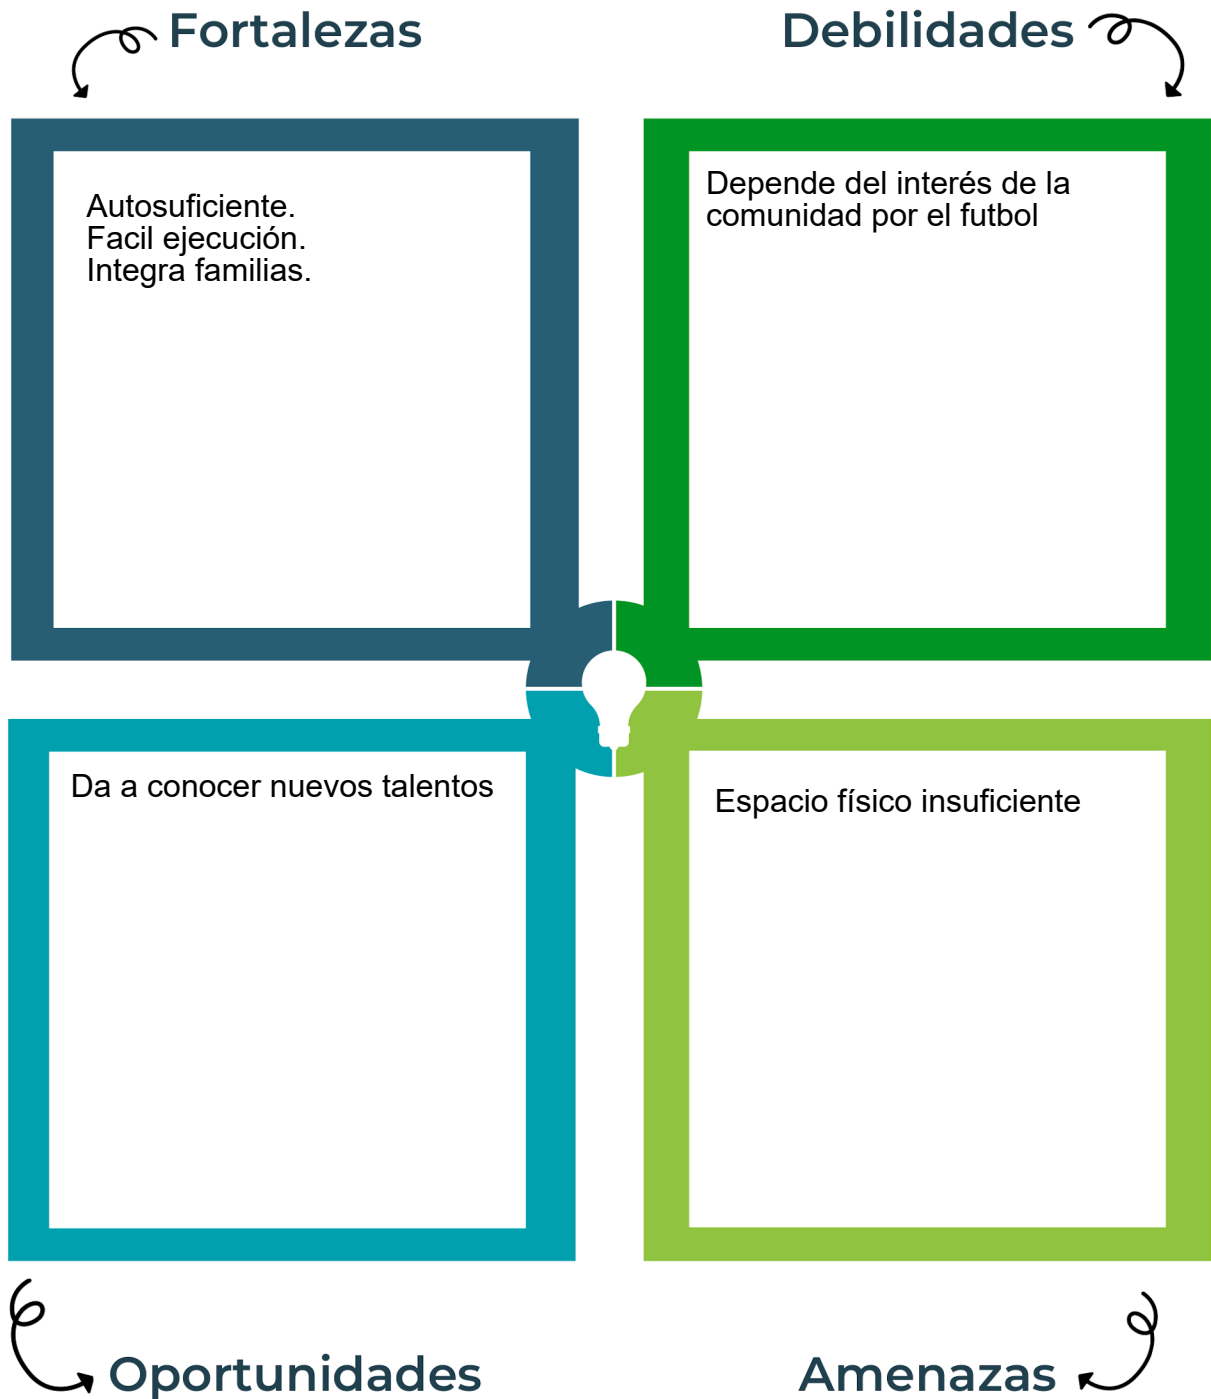 Fortalezas
Debilidades
Autosuficiente.
Facil ejecución.
Integra familias.
Depende del interés de la
comunidad por el futbol
Da a conocer nuevos talentos
Espacio físico insuficiente
Oportunidades
Amenazas